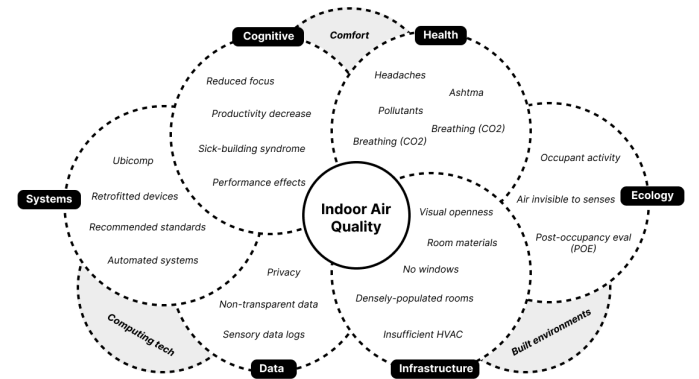 Cognitive
Comfort
Health
Reduced focus
Productivity decrease
Sick-building syndrome
Performance effects
Headaches
Ashtma
Pollutants
Breathing (CO2)
Breathing (CO2)
Systems
Ubicomp
Retrofitted devices
Recommended standards
Automated systems
Indoor Air
Quality
Ecology
Occupant activity
Air invisible to senses
Post-occupancy eval
(POE)
Visual openness
Room materials
No windows
Densely-populated rooms
Insufficient HVAC
Privacy
Non-transparent data
Sensory data logs
Computing tech
Built environments
Data
Infrastructure